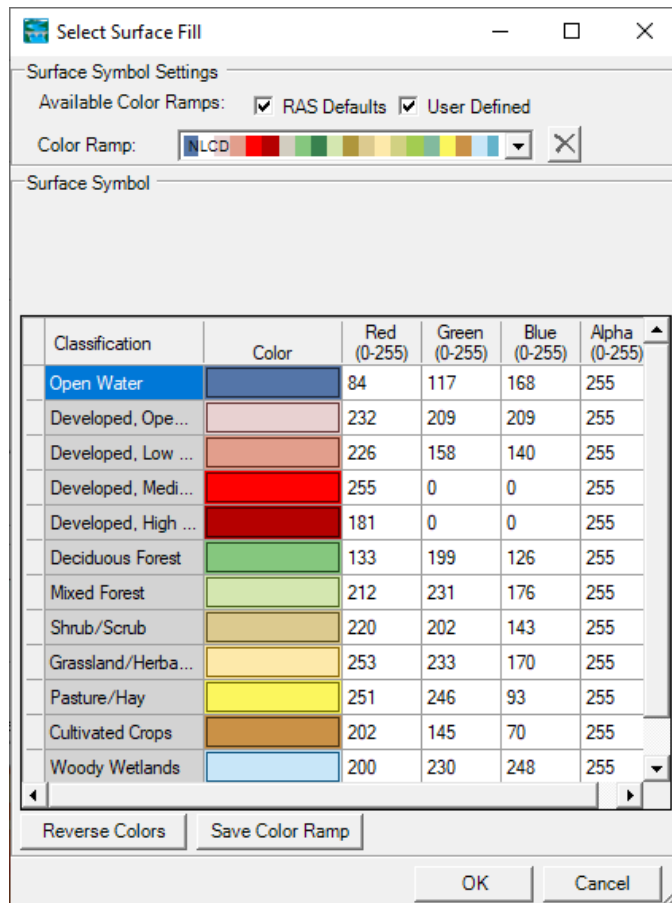 Select Surface Fill
Surface Symbol Settings
Available Color Ramps: RAS Defaults User Defined
Color Ramp: NLCD
Surface Symbol
Classification Color Red (0-255) Green (0-255) Blue (0-255) Alpha (0-255)
Open Water 84 117 168 255
Developed, Ope... 232 209 209 255
Developed, Low ... 226 158 140 255
Developed, Medi... 255 0 0 255
Developed, High ... 181 0 0 255
Deciduous Forest 133 199 126 255
Mixed Forest 212 231 176 255
Shrub/Scrub 220 202 143 255
Grassland/Herba... 253 233 170 255
Pasture/Hay 251 246 93 255
Cultivated Crops 202 145 70 255
Woody Wetlands 200 230 248 255
Reverse Colors Save Color Ramp
OK Cancel